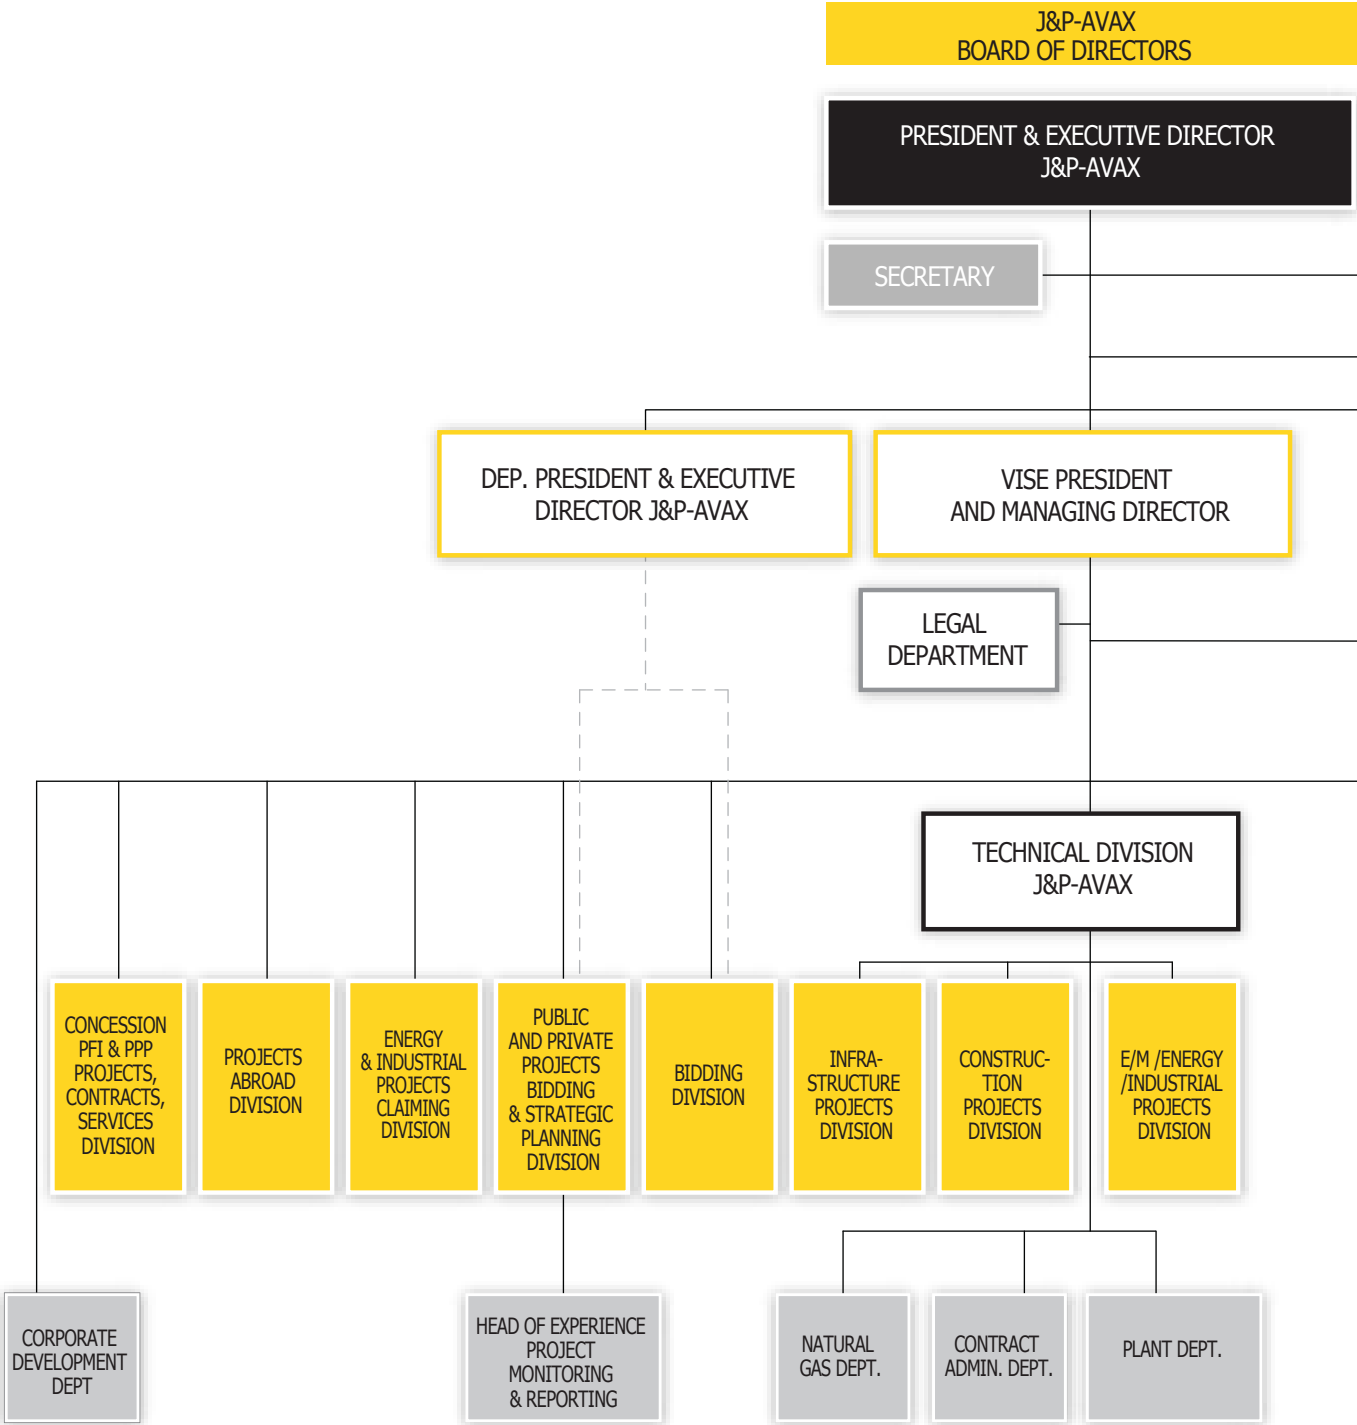 J&P-AVAX
BOARD OF DIRECTORS
PRESIDENT & EXECUTIVE DIRECTOR
J&P-AVAX
SECRETARY
DEP. PRESIDENT & EXECUTIVE
DIRECTOR J&P-AVAX
VISE PRESIDENT
AND MANAGING DIRECTOR
LEGAL
DEPARTMENT
TECHNICAL DIVISION
J&P-AVAX
CONCESSION
PFI & PPP
PROJECTS,
CONTRACTS,
SERVICES
DIVISION
PROJECTS
ABROAD
DIVISION
ENERGY
& INDUSTRIAL
PROJECTS
CLAIMING
DIVISION
PUBLIC
AND PRIVATE
PROJECTS
BIDDING
& STRATEGIC
PLANNING
DIVISION
BIDDING
DIVISION
INFRA-
STRUCTURE
PROJECTS
DIVISION
CONSTRUC-
TION
PROJECTS
DIVISION
E/M /ENERGY
/INDUSTRIAL
PROJECTS
DIVISION
CORPORATE
DEVELOPMENT
DEPT
HEAD OF EXPERIENCE
PROJECT
MONITORING
& REPORTING
NATURAL
GAS DEPT.
CONTRACT
ADMIN. DEPT.
PLANT DEPT.